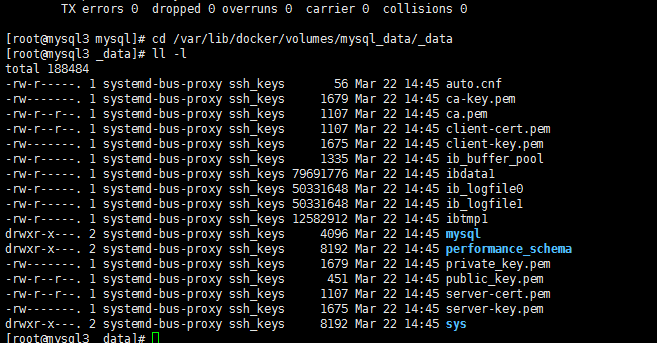 TX errors 0 dropped 0 overruns 0 carrier 0 collisions 0
[root@mysql3 mysql]# cd /var/lib/docker/volumes/mysql_data/_data
[root@mysql3 _data]# ll -l
total 188484
-rw-r-----. 1 systemd-bus-proxy ssh_keys 56 Mar 22 14:45 auto.cnf
-rw-------. 1 systemd-bus-proxy ssh_keys 1679 Mar 22 14:45 ca-key.pem
-rw-r--r--. 1 systemd-bus-proxy ssh_keys 1107 Mar 22 14:45 ca.pem
-rw-r--r--. 1 systemd-bus-proxy ssh_keys 1107 Mar 22 14:45 client-cert.pem
-rw-------. 1 systemd-bus-proxy ssh_keys 1675 Mar 22 14:45 client-key.pem
-rw-r-----. 1 systemd-bus-proxy ssh_keys 1335 Mar 22 14:45 ib_buffer_pool
-rw-r-----. 1 systemd-bus-proxy ssh_keys 79691776 Mar 22 14:45 ibdata1
-rw-r-----. 1 systemd-bus-proxy ssh_keys 50331648 Mar 22 14:45 ib_logfile0
-rw-r-----. 1 systemd-bus-proxy ssh_keys 50331648 Mar 22 14:45 ib_logfile1
-rw-r-----. 1 systemd-bus-proxy ssh_keys 12582912 Mar 22 14:45 ibtmp1
drwxr-x---. 2 systemd-bus-proxy ssh_keys 4096 Mar 22 14:45 mysql
drwxr-x---. 2 systemd-bus-proxy ssh_keys 8192 Mar 22 14:45 performance_schema
-rw-------. 1 systemd-bus-proxy ssh_keys 1679 Mar 22 14:45 private_key.pem
-rw-r--r--. 1 systemd-bus-proxy ssh_keys 451 Mar 22 14:45 public_key.pem
-rw-r--r--. 1 systemd-bus-proxy ssh_keys 1107 Mar 22 14:45 server-cert.pem
-rw-------. 1 systemd-bus-proxy ssh_keys 1675 Mar 22 14:45 server-key.pem
drwxr-x---. 2 systemd-bus-proxy ssh_keys 8192 Mar 22 14:45 sys
[root@mysql3 _data]#